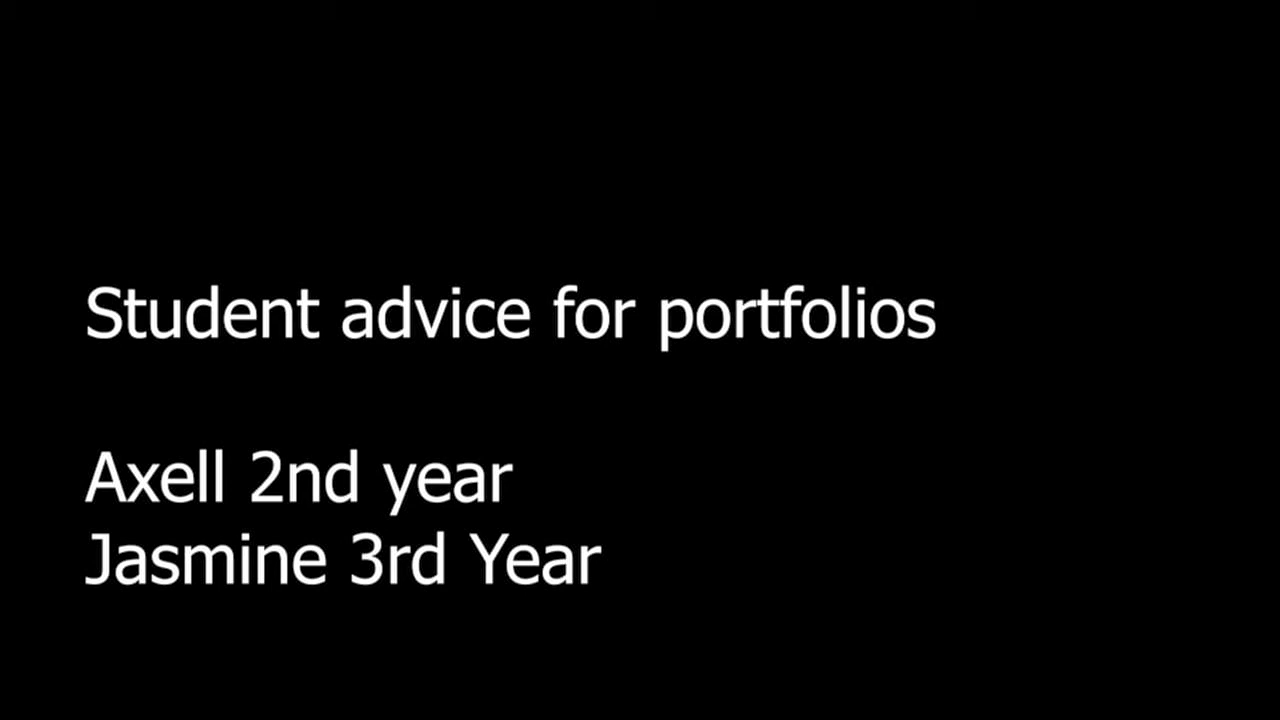 Student advice for portfolios
Axell 2nd year
Jasmine 3rd Year